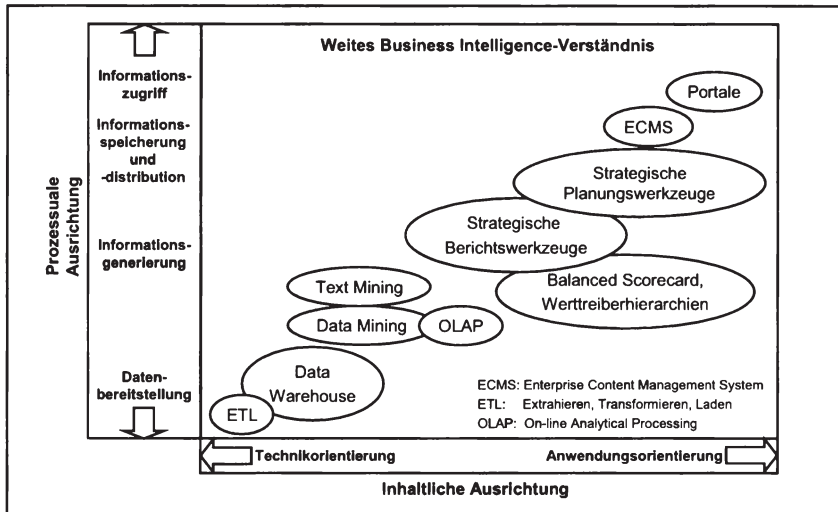 Weites Business Intelligence-Verständnis
Prozessuale
Ausrichtung
Informations-
zugriff
Informations-
speicherung
und
-distribution
Informations-
generierung
Daten-
bereitstellung
Portale
ECMS
Strategische
Planungswerkzeuge
Strategische
Berichtswerkzeuge
Balanced Scorecard,
Werttreiberhierarchien
Text Mining
Data Mining
OLAP
Data
Warehouse
ETL
ECMS: Enterprise Content Management System
ETL: Extrahieren, Transformieren, Laden
OLAP: On-line Analytical Processing
Technikorientierung
Anwendungsorientierung
Inhaltliche Ausrichtung